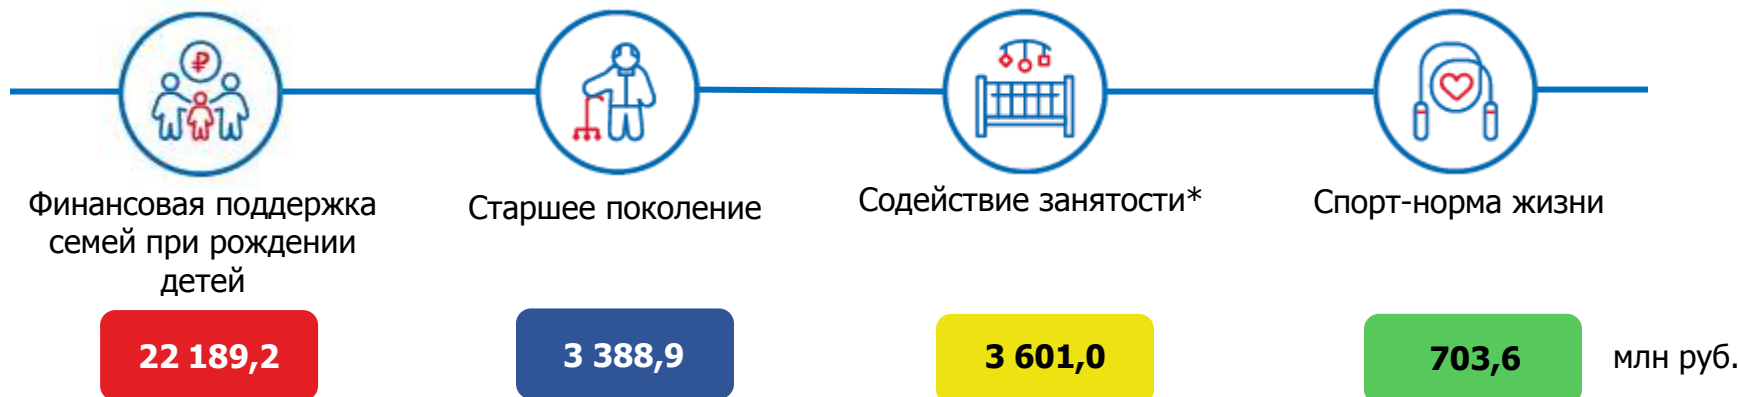 ₽
Финансовая поддержка
семей при рождении
детей
Старшее поколение
Содействие занятости*
Спорт-норма жизни
22 189,2
3 388,9
3 601,0
703,6
млн руб.